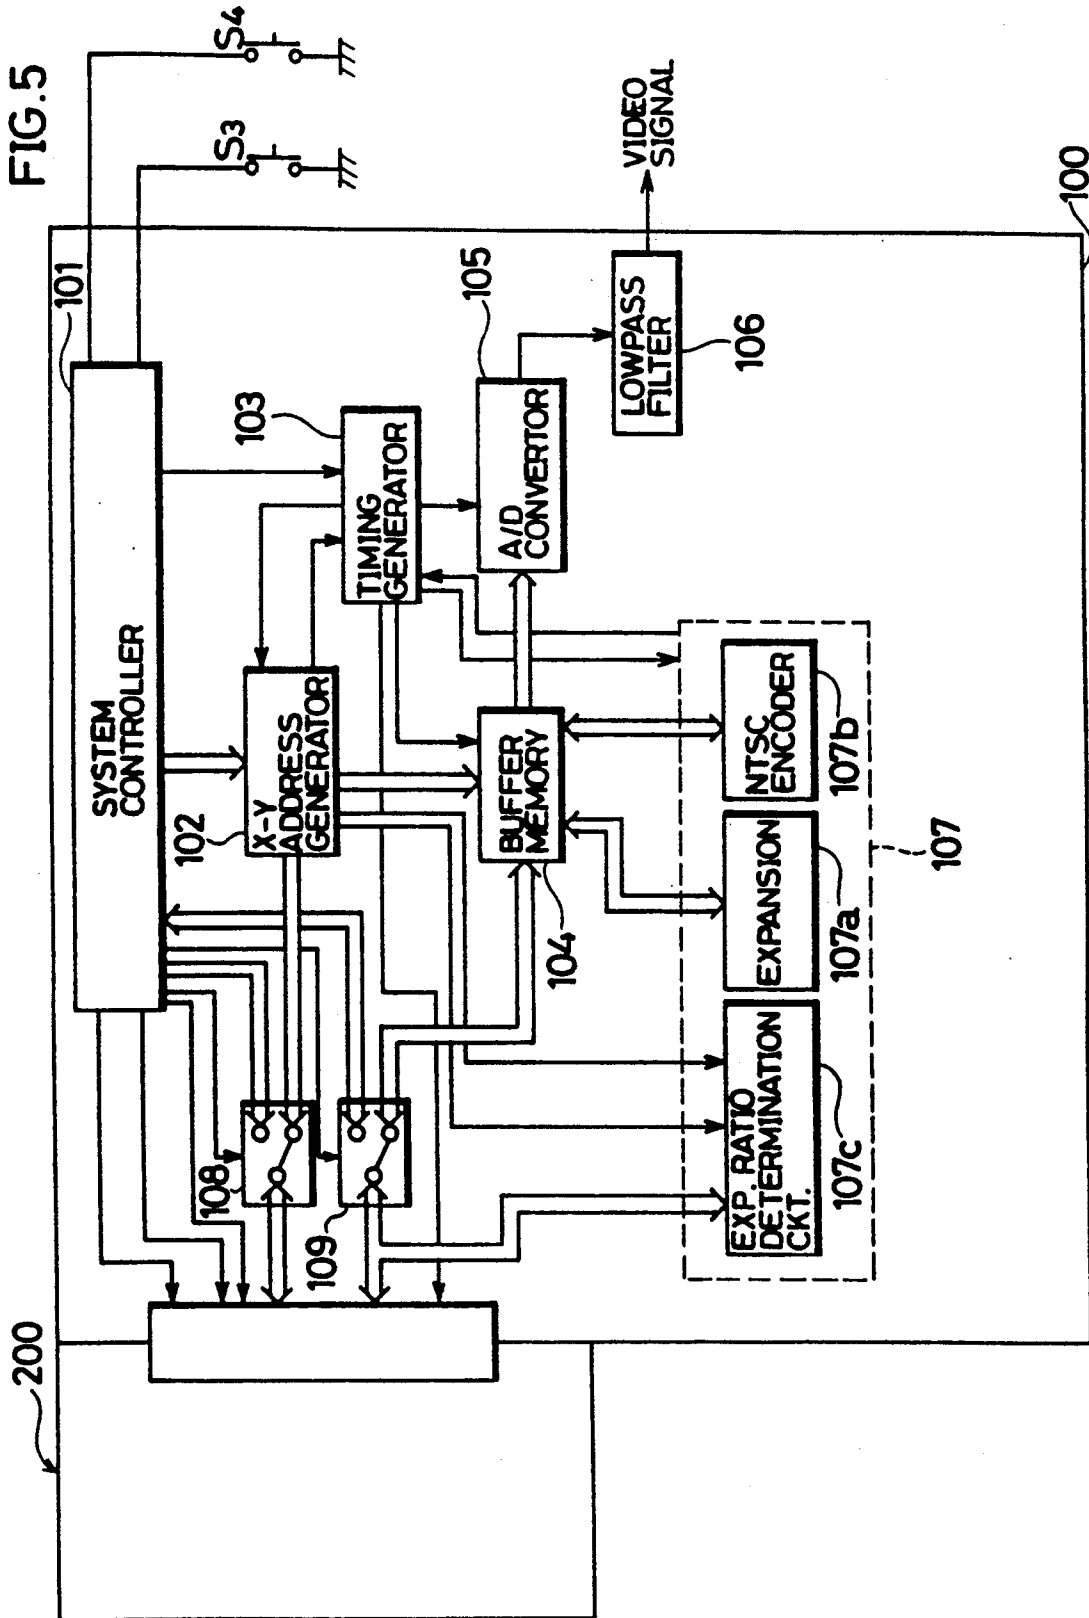 FIG.5
200
101
SYSTEM
CONTROLLER
S3
S4
102
X-Y
ADDRESS
GENERATOR
103
TIMING
GENERATOR
105
A/D
CONVERTOR
VIDEO
SIGNAL
LOWPASS
FILTER
106
108
109
BUFFER
MEMORY
104
EXP. RATIO
DETERMINATION
CKT.
107c
EXPANSION
107a
NTSC
ENCODER
107b
107
100